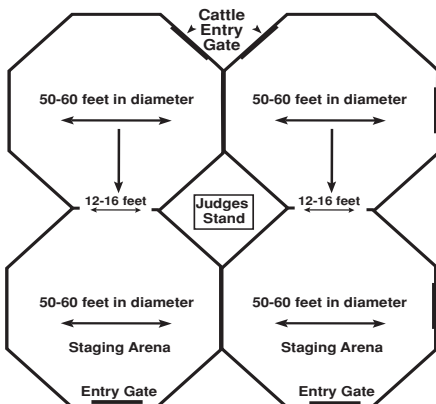 Cattle
Entry
Gate
50-60 feet in diameter
50-60 feet in diameter
12-16 feet
Judges
Stand
12-16 feet
50-60 feet in diameter
50-60 feet in diameter
Staging Arena
Staging Arena
Entry Gate
Entry Gate